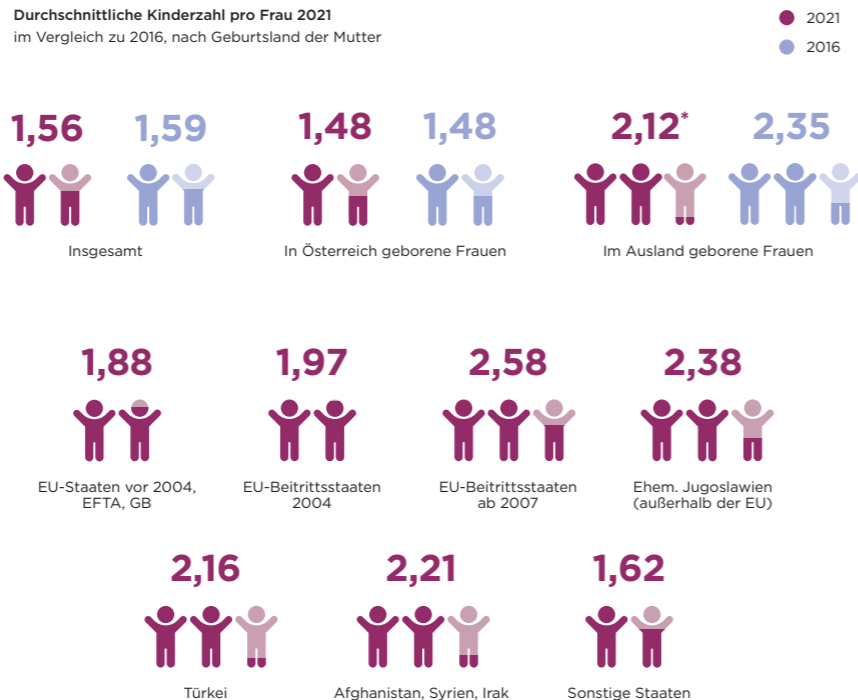 Durchschnittliche Kinderzahl pro Frau 2021
im Vergleich zu 2016, nach Geburtsland der Mutter
2021
2016
1,56 1,59
Insgesamt
1,48 1,48
In Österreich geborene Frauen
2,12* 2,35
Im Ausland geborene Frauen
1,88
EU-Staaten vor 2004,
EFTA, GB
1,97
EU-Beitrittsstaaten
2004
2,58
EU-Beitrittsstaaten
ab 2007
2,38
Ehem. Jugoslawien
(außerhalb der EU)
2,16
Türkei
2,21
Afghanistan, Syrien, Irak
1,62
Sonstige Staaten